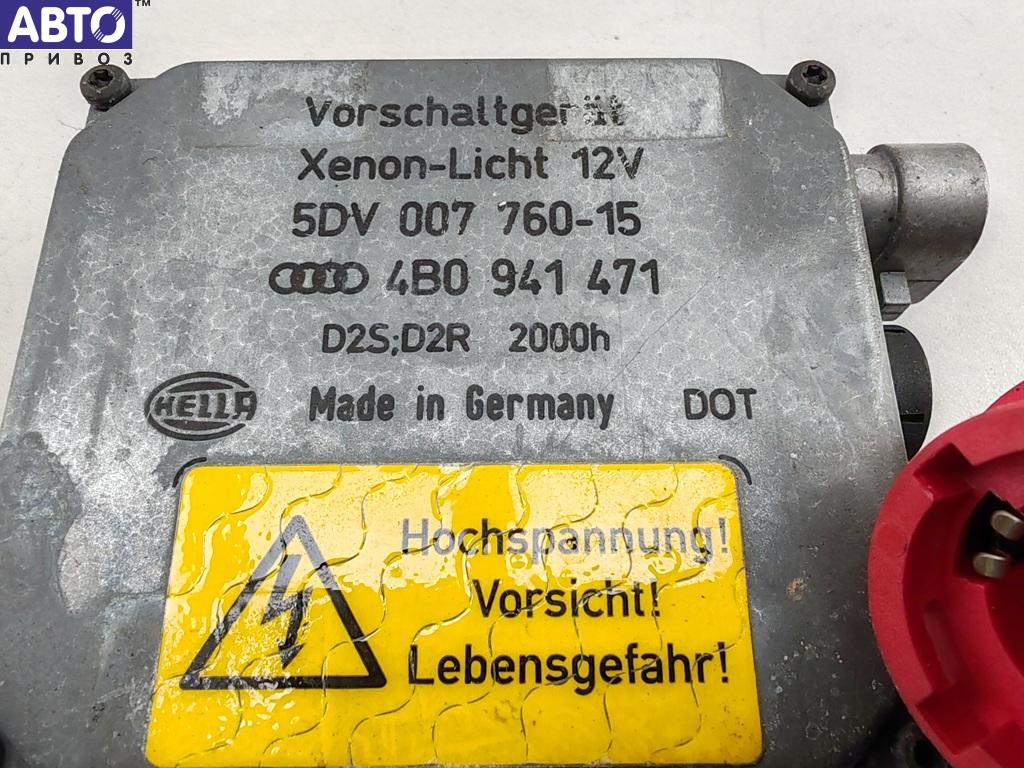 АВТО™
ПРИВОЗ
Vorschaltgerät
Xenon-Licht 12V
5DV 007 760-15
4B0 941 471
D2S;D2R 2000h
HELLA Made in Germany DOT
Hochspannung!
Vorsicht!
Lebensgefahr!